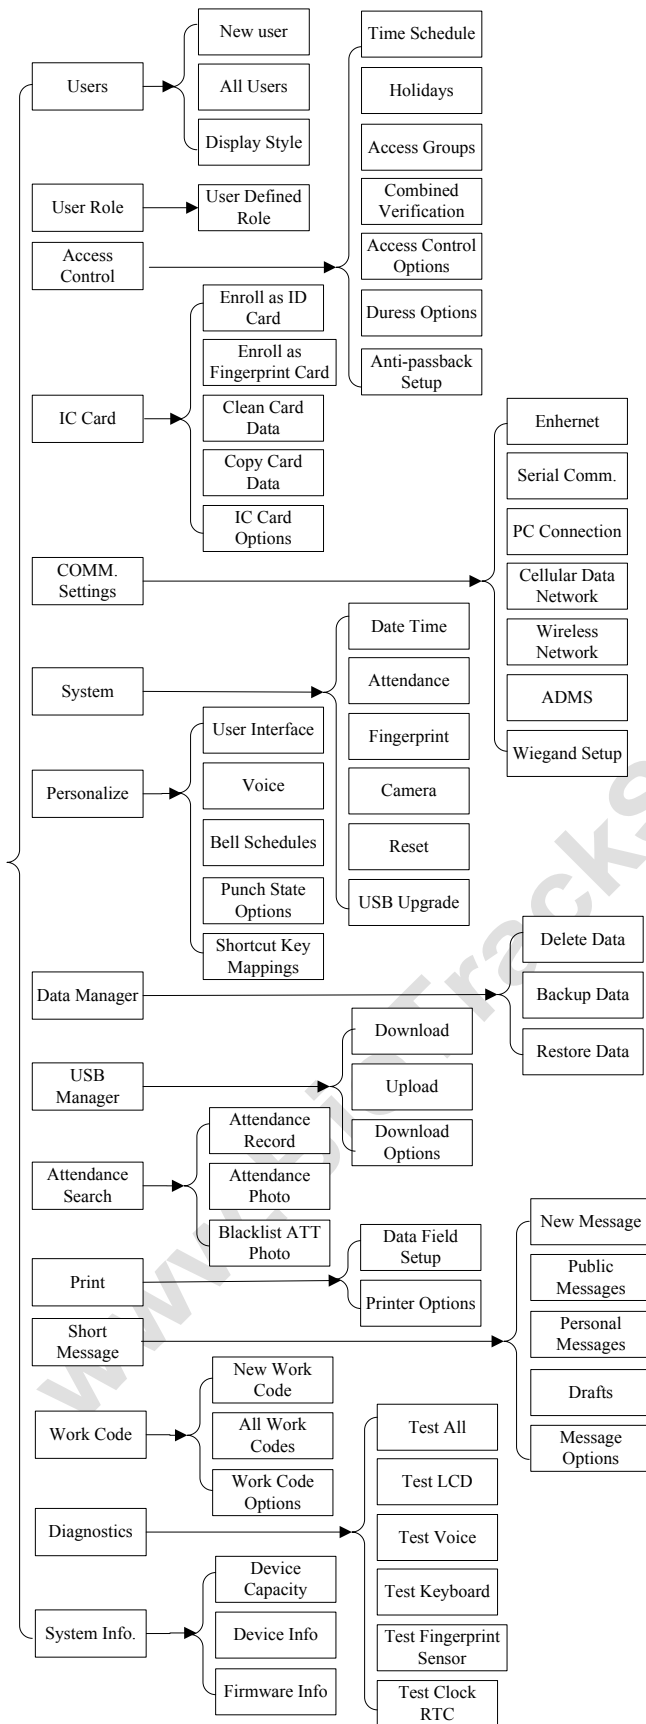 Users
New user
All Users
Display Style
User Role
User Defined
Role
Access
Control
Time Schedule
Holidays
Access Groups
Combined
Verification
Access Control
Options
Duress Options
Anti-passback
Setup
IC Card
Enroll as ID
Card
Enroll as
Fingerprint Card
Clean Card
Data
Copy Card
Data
IC Card
Options
COMM.
Settings
Enhernet
Serial Comm.
PC Connection
Cellular Data
Network
Wireless
Network
ADMS
Wiegand Setup
System
Date Time
Attendance
Fingerprint
Camera
Reset
USB Upgrade
Personalize
User Interface
Voice
Bell Schedules
Punch State
Options
Shortcut Key
Mappings
Data Manager
Delete Data
Backup Data
Restore Data
USB
Manager
Download
Upload
Download
Options
Attendance
Search
Attendance
Record
Attendance
Photo
Blacklist ATT
Photo
Print
Data Field
Setup
Printer Options
Short
Message
New Message
Public
Messages
Personal
Messages
Drafts
Message
Options
Work Code
New Work
Code
All Work
Codes
Work Code
Options
Diagnostics
Test All
Test LCD
Test Voice
Test Keyboard
Test Fingerprint
Sensor
Test Clock
RTC
System Info.
Device
Capacity
Device Info
Firmware Info